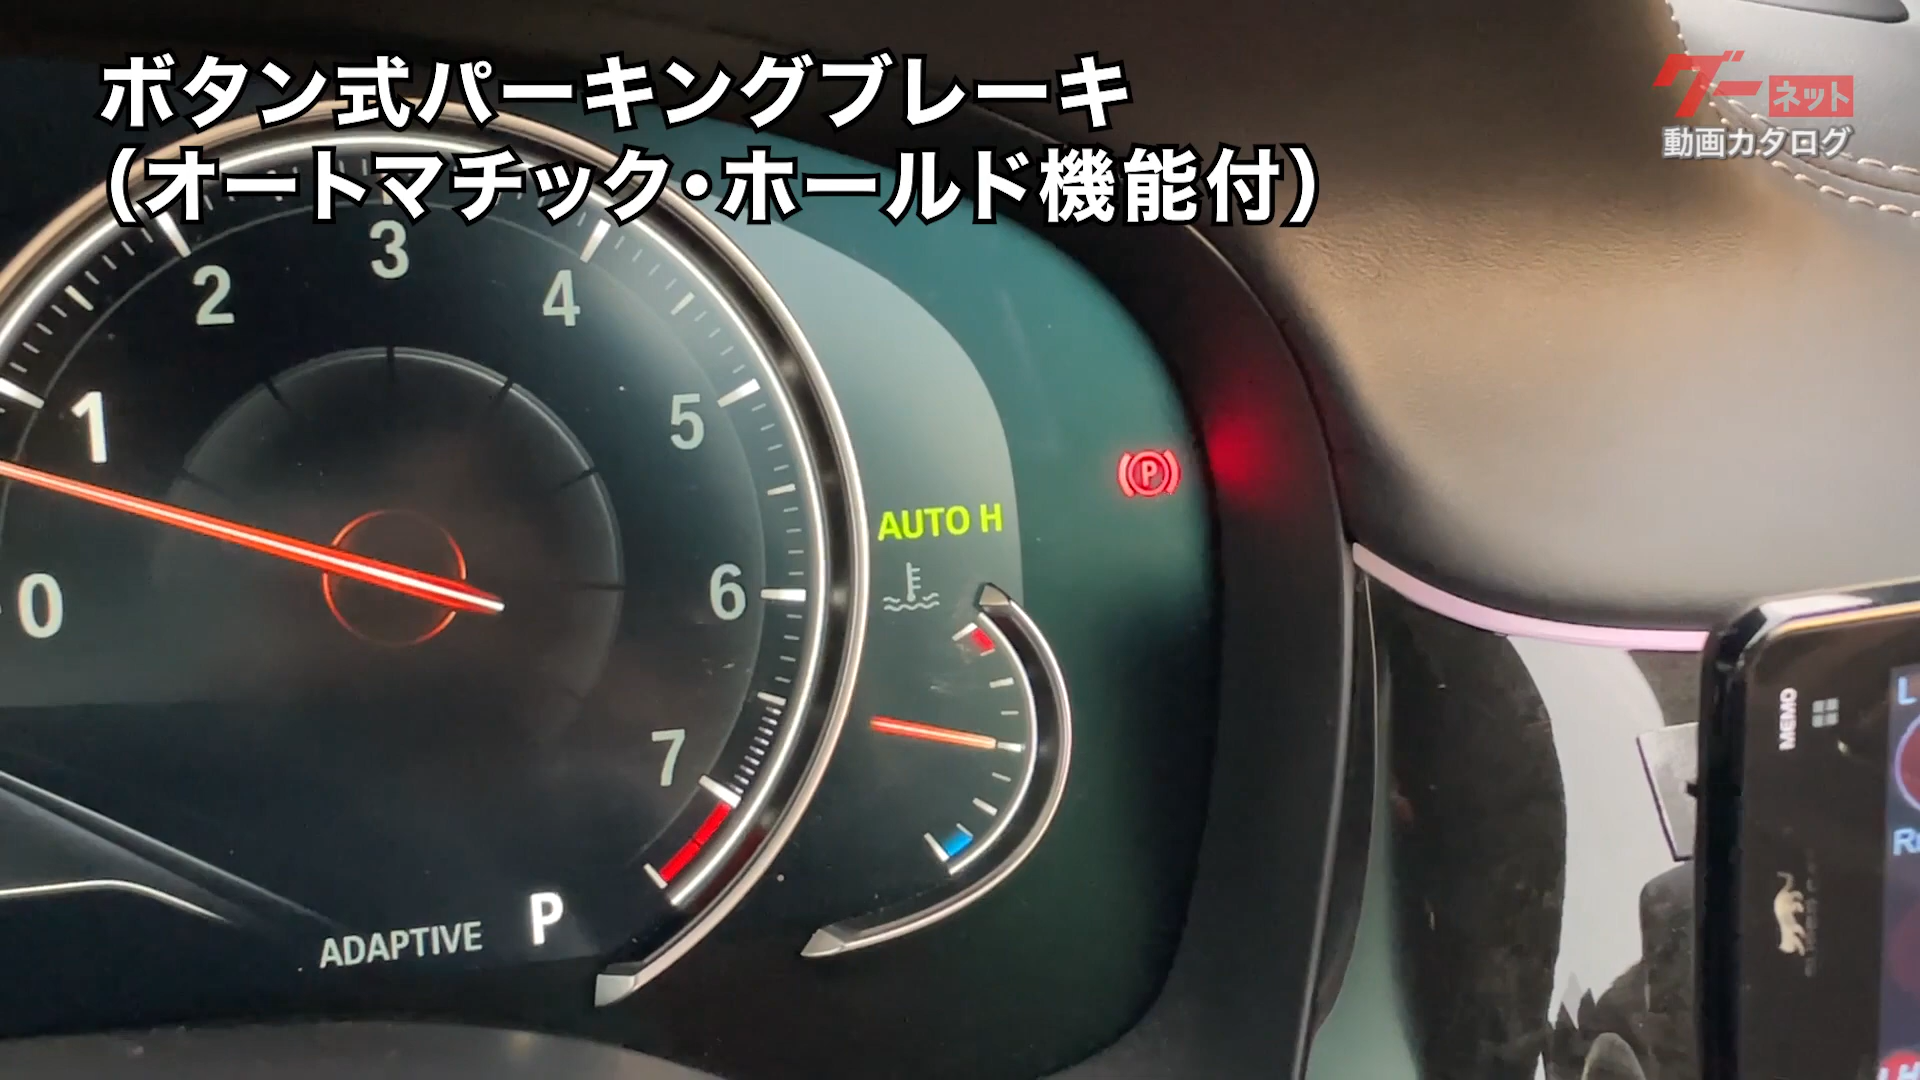 ボタン式パーキングブレーキ
（オートマチック・ホールド機能付）
グーネット
動画カタログ
0
1
2
3
4
5
6
7
AUTO H
P
ADAPTIVE P
MEMO
L